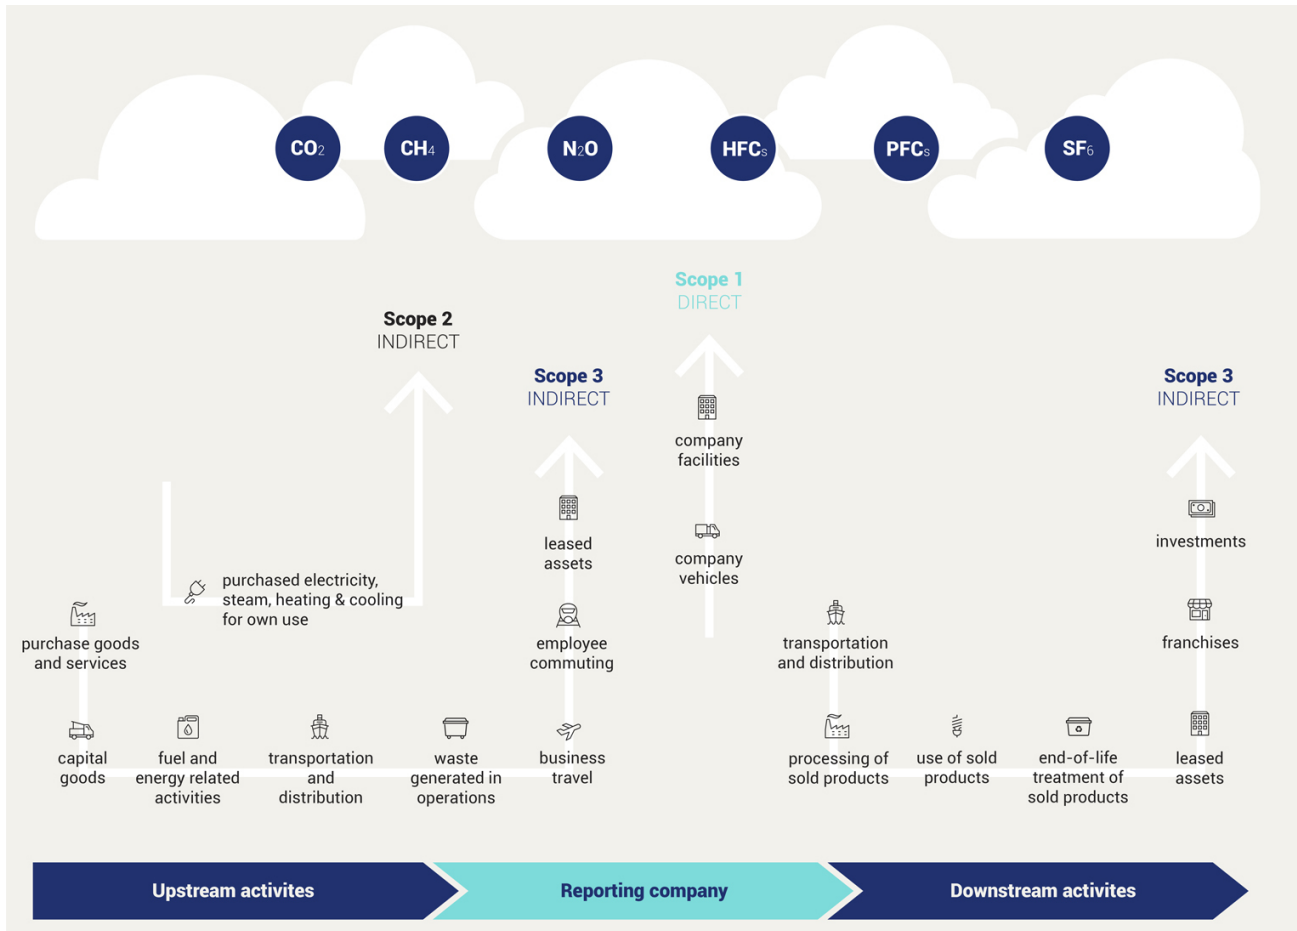 CO2
CH4
N2O
HFCs
PFCs
SF6
Scope 1
DIRECT
Scope 2
INDIRECT
Scope 3
INDIRECT
Scope 3
INDIRECT
company
facilities
company
vehicles
purchased electricity,
steam, heating & cooling
for own use
purchase goods
and services
capital
goods
fuel and
energy related
activities
transportation
and
distribution
waste
generated in
operations
business
travel
employee
commuting
leased
assets
transportation
and distribution
processing of
sold products
use of sold
products
end-of-life
treatment of
sold products
leased
assets
franchises
investments
Upstream activites
Reporting company
Downstream activites